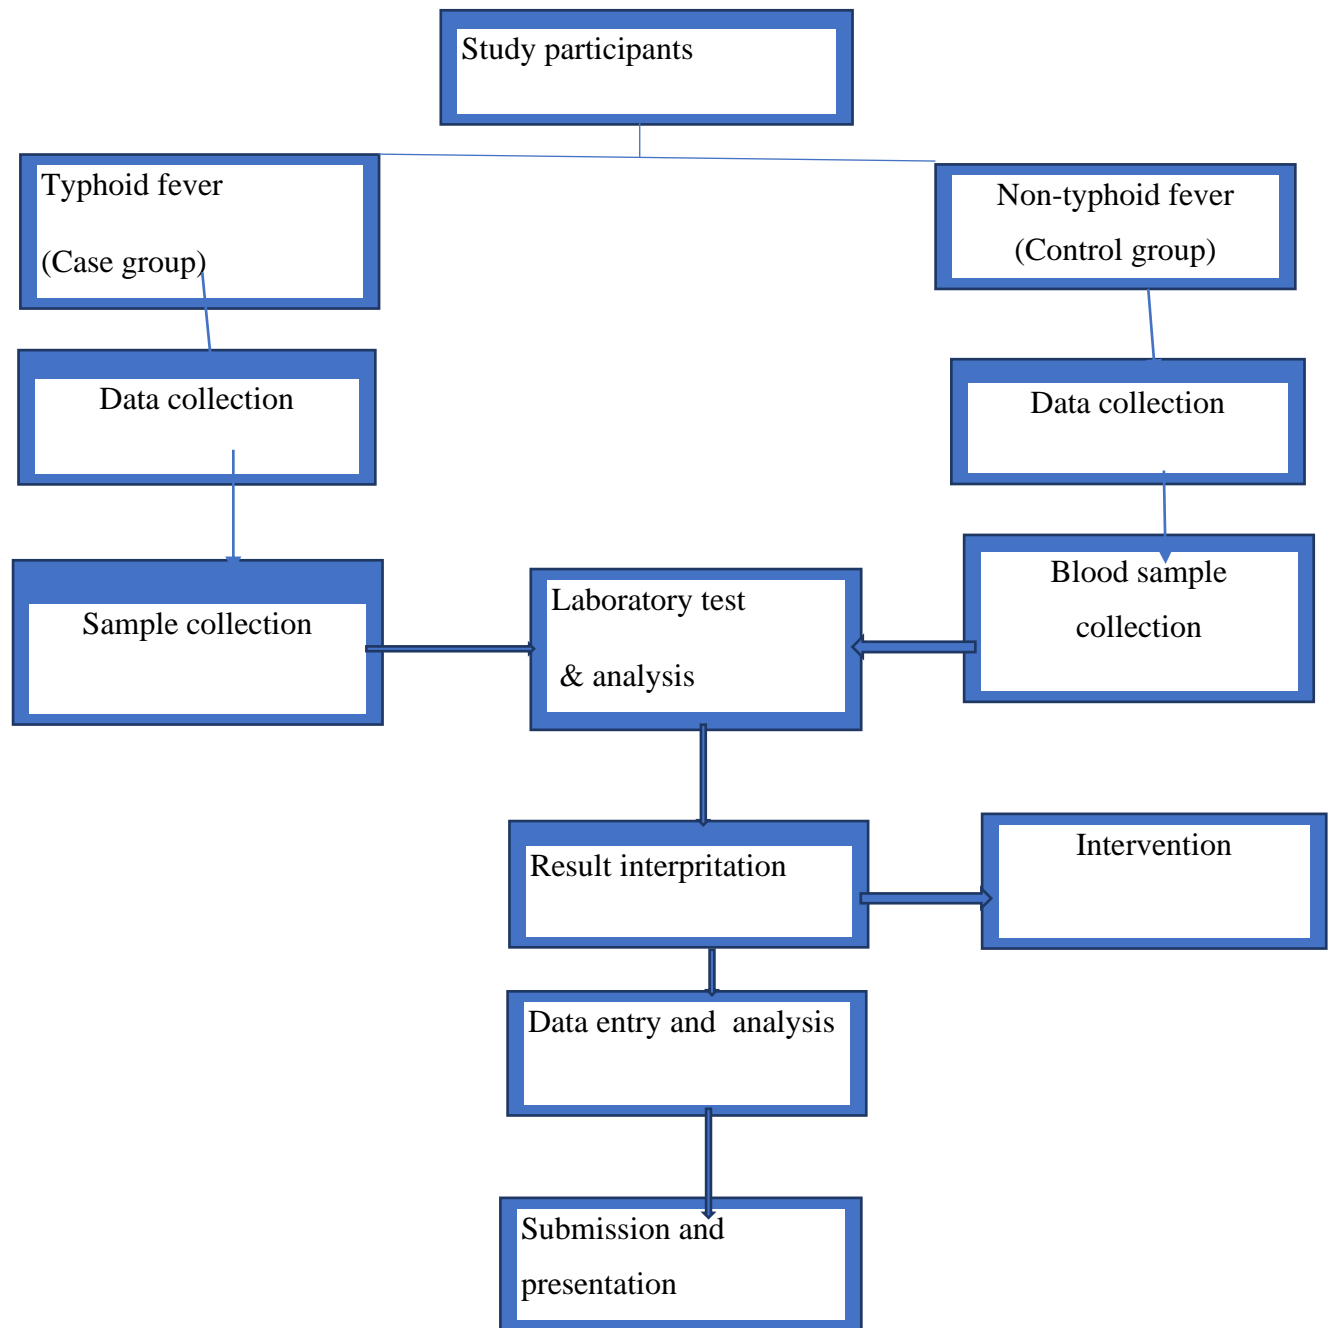 Study participants
Typhoid fever
(Case group)
Non-typhoid fever
(Control group)
Data collection
Data collection
Sample collection
Laboratory test
& analysis
Blood sample
collection
Result interpritation
Intervention
Data entry and  analysis
Submission and
presentation